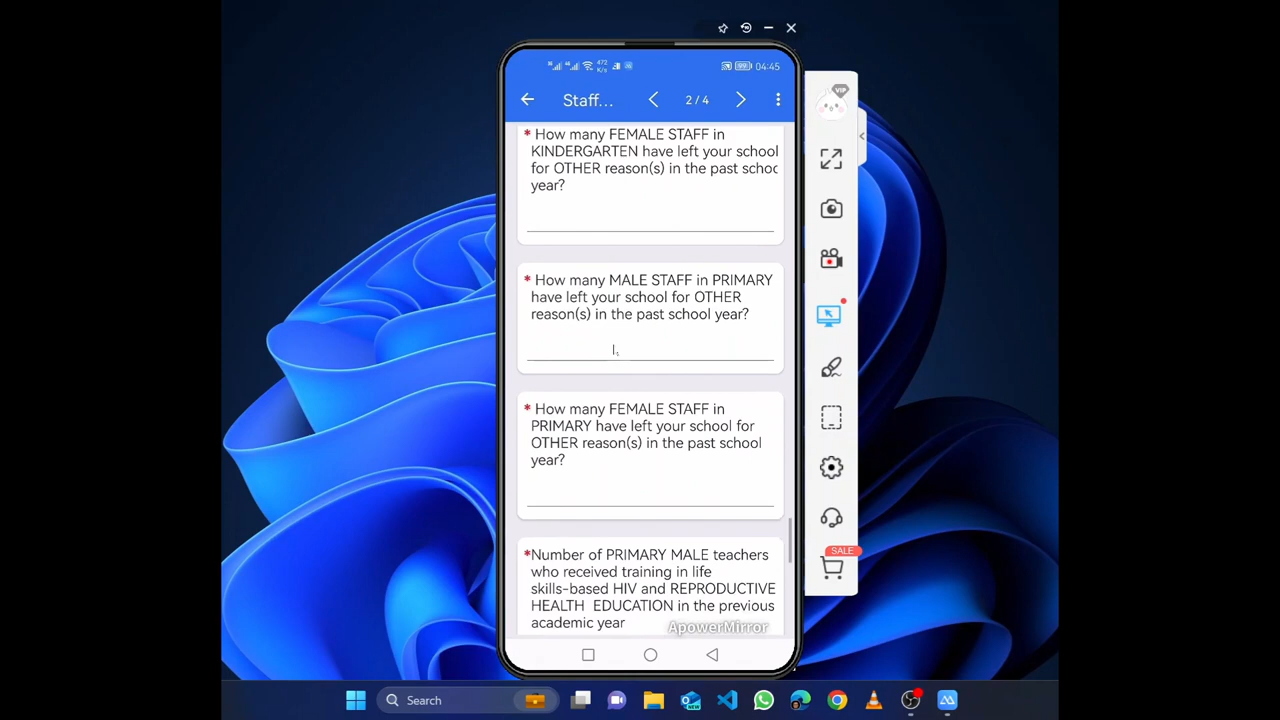 472
K/s
99
04:45
Staff...
2 / 4
* How many FEMALE STAFF in
KINDERGARTEN have left your school
for OTHER reason(s) in the past schoo
year?
* How many MALE STAFF in PRIMARY
have left your school for OTHER
reason(s) in the past school year?
* How many FEMALE STAFF in
PRIMARY have left your school for
OTHER reason(s) in the past school
year?
*Number of PRIMARY MALE teachers
who received training in life
skills-based HIV and REPRODUCTIVE
HEALTH EDUCATION in the previous
academic year
ApowerMirror
VIP
SALE
Search